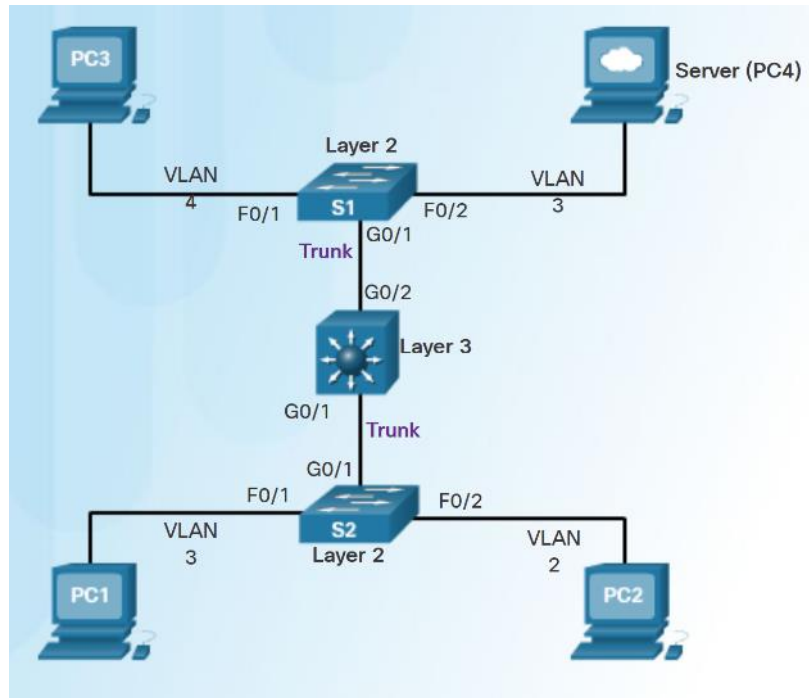 PC3
Server (PC4)
Layer 2
VLAN
4
F0/1
S1
F0/2
VLAN
3
G0/1
Trunk
G0/2
Layer 3
G0/1
Trunk
G0/1
F0/1
F0/2
S2
VLAN
3
Layer 2
VLAN
2
PC1
PC2